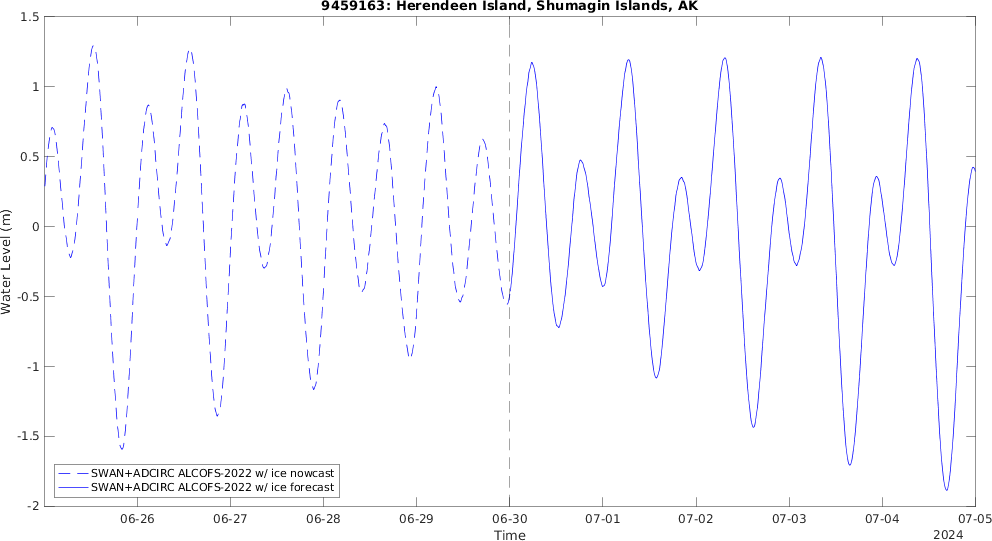 9459163: Herendeen Island, Shumagin Islands, AK
1.5
1
0.5
0
-0.5
-1
-1.5
-2
Water Level (m)
SWAN+ADCIRC ALCOFS-2022 w/ ice nowcast
SWAN+ADCIRC ALCOFS-2022 w/ ice forecast
06-26 06-27 06-28 06-29 06-30 07-01 07-02 07-03 07-04 07-05
Time
2024